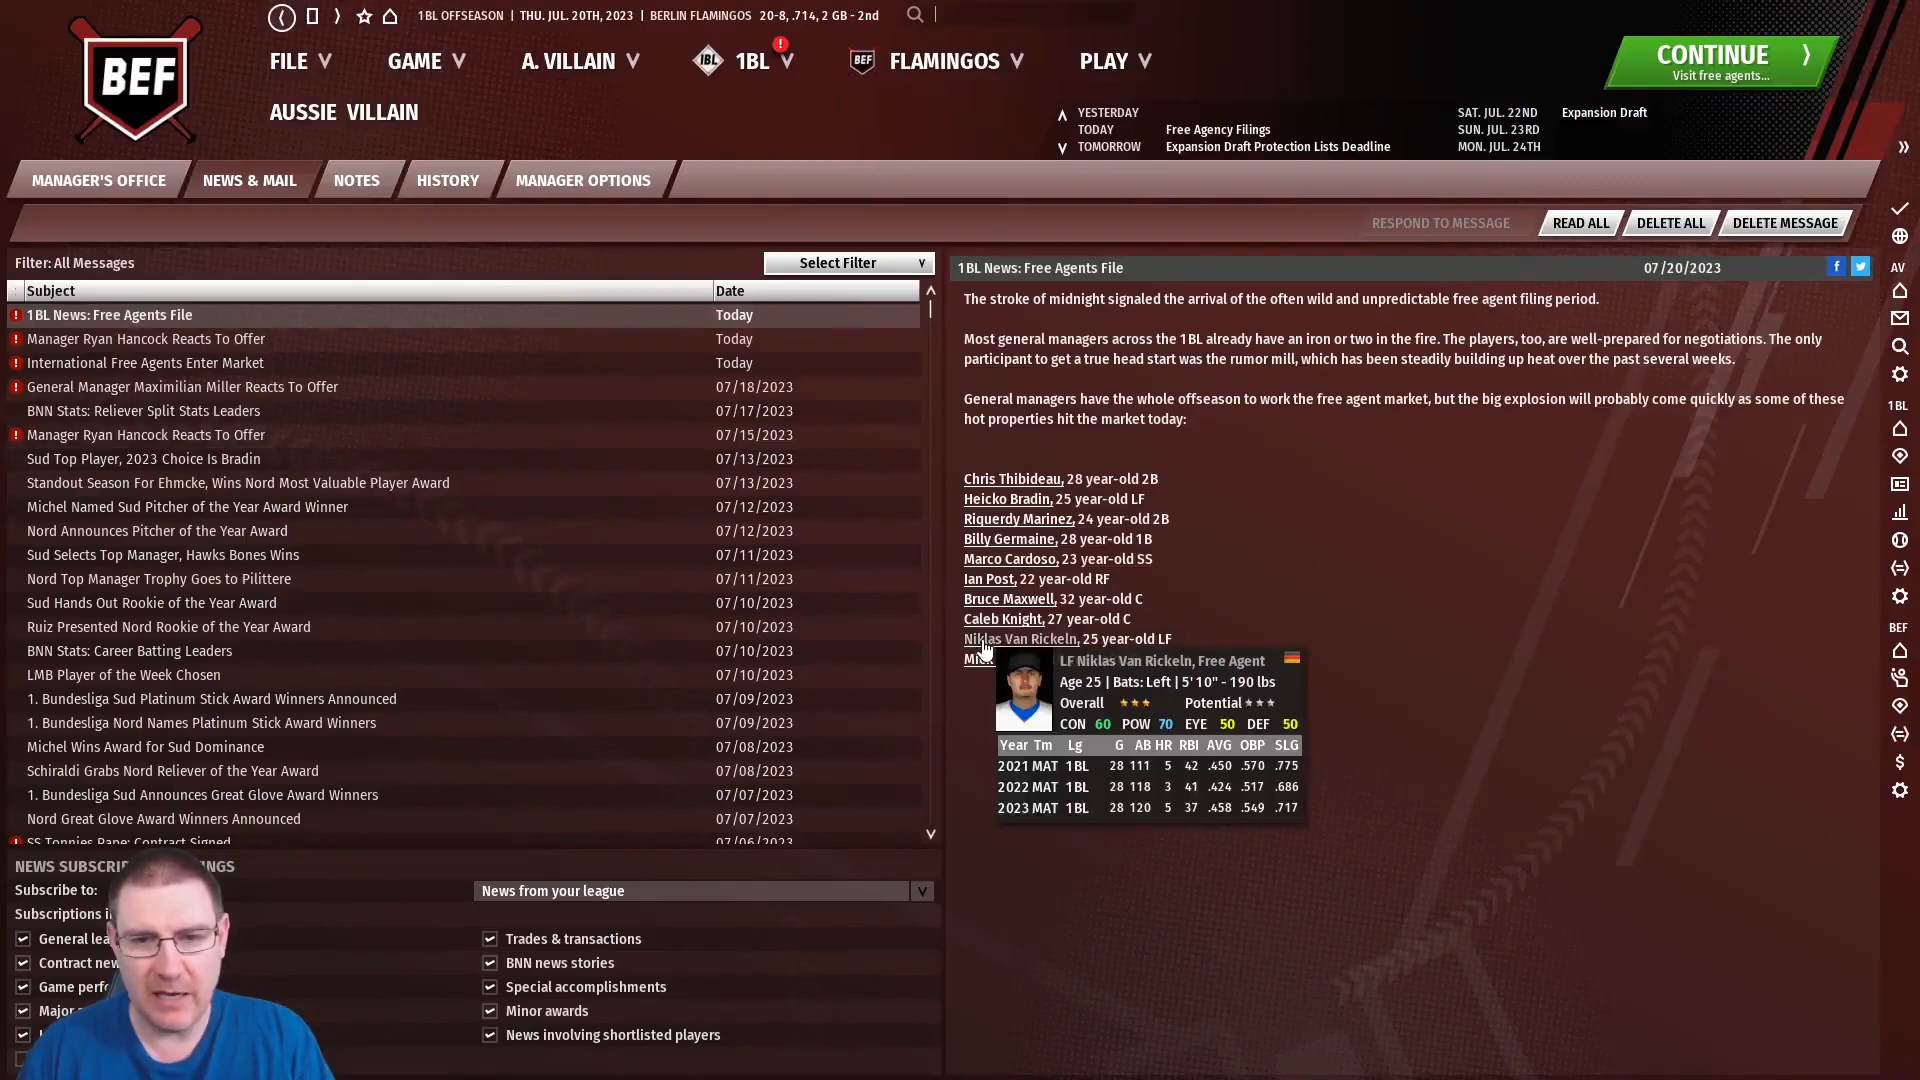 1BL OFFSEASON | THU. JUL. 20TH, 2023 | BERLIN FLAMINGOS 20-8, .714, 2 GB - 2nd
BEF
FILE GAME A. VILLAIN 1BL FLAMINGOS PLAY
CONTINUE
Visit free agents...
AUSSIE VILLAIN
YESTERDAY SAT. JUL. 22ND Expansion Draft
TODAY Free Agency Filings SUN. JUL. 23RD
TOMORROW Expansion Draft Protection Lists Deadline MON. JUL. 24TH
MANAGER'S OFFICE NEWS & MAIL NOTES HISTORY MANAGER OPTIONS
RESPOND TO MESSAGE READ ALL DELETE ALL DELETE MESSAGE
Filter: All Messages Select Filter
Subject Date
1BL News: Free Agents File Today
Manager Ryan Hancock Reacts To Offer Today
International Free Agents Enter Market Today
General Manager Maximilian Miller Reacts To Offer 07/18/2023
BNN Stats: Reliever Split Stats Leaders 07/17/2023
Manager Ryan Hancock Reacts To Offer 07/15/2023
Sud Top Player, 2023 Choice Is Bradin 07/13/2023
Standout Season For Ehmcke, Wins Nord Most Valuable Player Award 07/13/2023
Michel Named Sud Pitcher of the Year Award Winner 07/12/2023
Nord Announces Pitcher of the Year Award 07/12/2023
Sud Selects Top Manager, Hawks Bones Wins 07/11/2023
Nord Top Manager Trophy Goes to Pilittere 07/11/2023
Sud Hands Out Rookie of the Year Award 07/10/2023
Ruiz Presented Nord Rookie of the Year Award 07/10/2023
BNN Stats: Career Batting Leaders 07/10/2023
LMB Player of the Week Chosen 07/10/2023
1. Bundesliga Sud Platinum Stick Award Winners Announced 07/09/2023
1. Bundesliga Nord Names Platinum Stick Award Winners 07/09/2023
Michel Wins Award for Sud Dominance 07/08/2023
Schiraldi Grabs Nord Reliever of the Year Award 07/08/2023
1. Bundesliga Sud Announces Great Glove Award Winners 07/07/2023
Nord Great Glove Award Winners Announced 07/07/2023
SS Tonnies Pape: Contract Signed 07/06/2023
NEWS SUBSCRI NGS
Subscribe to: News from your league
Subscriptions i
General lea Trades & transactions
Contract new BNN news stories
Game perfo Special accomplishments
Major Minor awards
News involving shortlisted players
1BL News: Free Agents File 07/20/2023
The stroke of midnight signaled the arrival of the often wild and unpredictable free agent filing period.
Most general managers across the 1BL already have an iron or two in the fire. The players, too, are well-prepared for negotiations. The only
participant to get a true head start was the rumor mill, which has been steadily building up heat over the past several weeks.
General managers have the whole offseason to work the free agent market, but the big explosion will probably come quickly as some of these
hot properties hit the market today:
Chris Thibideau, 28 year-old 2B
Heicko Bradin, 25 year-old LF
Riquerdy Marinez, 24 year-old 2B
Billy Germaine, 28 year-old 1B
Marco Cardoso, 23 year-old SS
Ian Post, 22 year-old RF
Bruce Maxwell, 32 year-old C
Caleb Knight, 27 year-old C
Niklas Van Rickeln, 25 year-old LF
Mick
LF Niklas Van Rickeln, Free Agent
Age 25 | Bats: Left | 5' 10" - 190 lbs
Overall Potential
CON 60 POW 70 EYE 50 DEF 50
Year Tm Lg G AB HR RBI AVG OBP SLG
2021 MAT 1BL 28 111 5 42 .450 .570 .775
2022 MAT 1BL 28 118 3 41 .424 .517 .686
2023 MAT 1BL 28 120 5 37 .458 .549 .717
AV
1BL
BEF